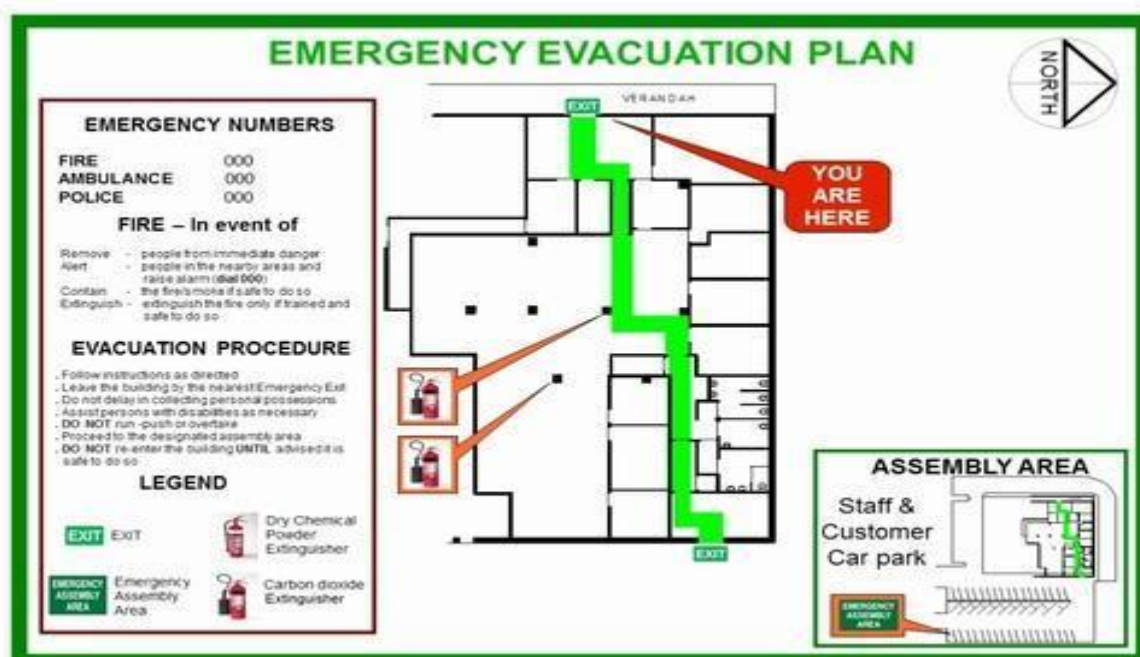 EMERGENCY EVACUATION PLAN
NORTH
EMERGENCY NUMBERS
FIRE 000
AMBULANCE 000
POLICE 000
FIRE – In event of
Remove - people from immediate danger
Alert - people in the nearby areas and
raise alarm (dial 000)
Contain - the fire/smoke if safe to do so
Extinguish - extinguish the fire only if trained and
safe to do so
EVACUATION PROCEDURE
. Follow instructions as directed
. Leave the building by the nearest Emergency Exit
. Do not delay in collecting personal possessions
. Assist persons with disabilities as necessary
. DO NOT run -push or overtake
. Proceed to the designated assembly area
. DO NOT re-enter the building UNTIL advised it is
safe to do so
LEGEND
EXIT EXIT
Dry Chemical
Powder
Extinguisher
EMERGENCY
ASSEMBLY
AREA
Emergency
Assembly
Area
Carbon dioxide
Extinguisher
EXIT
VERANDAH
YOU
ARE
HERE
EXIT
ASSEMBLY AREA
Staff &
Customer
Car park
EMERGENCY
ASSEMBLY
AREA